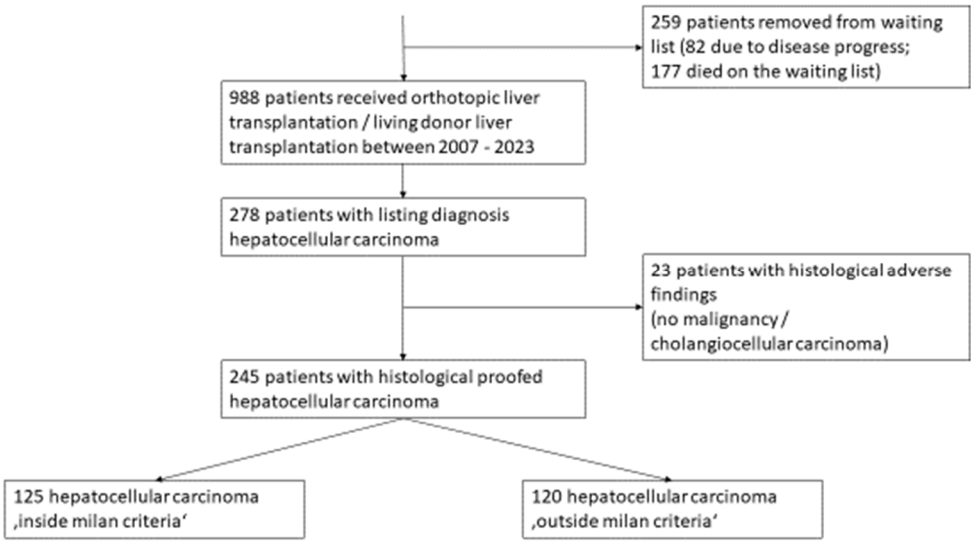 259 patients removed from waiting
list (82 due to disease progress;
177 died on the waiting list)
988 patients received orthotopic liver
transplantation / living donor liver
transplantation between 2007 - 2023
278 patients with listing diagnosis
hepatocellular carcinoma
23 patients with histological adverse
findings
(no malignancy /
cholangiocellular carcinoma)
245 patients with histological proofed
hepatocellular carcinoma
125 hepatocellular carcinoma
‚inside milan criteria‘
120 hepatocellular carcinoma
‚outside milan criteria‘